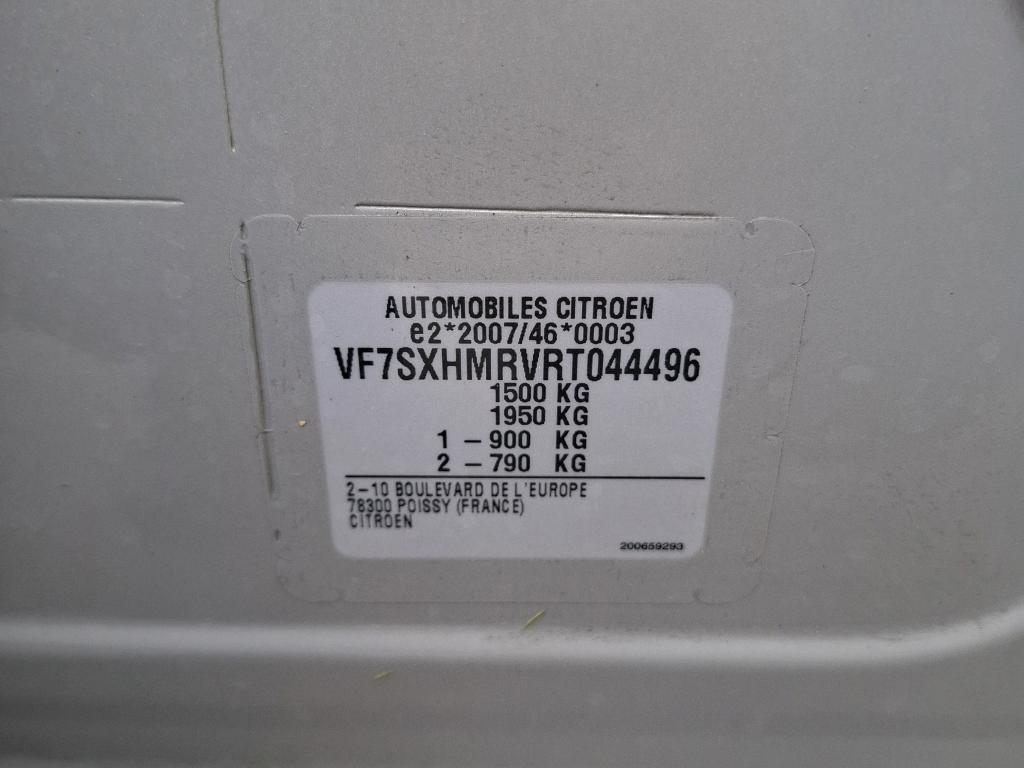 AUTOMOBILES CITROEN
e2*2007/46*0003
VF7SXHMRVRT044496
1500 KG
1950 KG
1 – 900 KG
2 – 790 KG
2–10 BOULEVARD DE L'EUROPE
78300 POISSY (FRANCE)
CITROEN
200659293